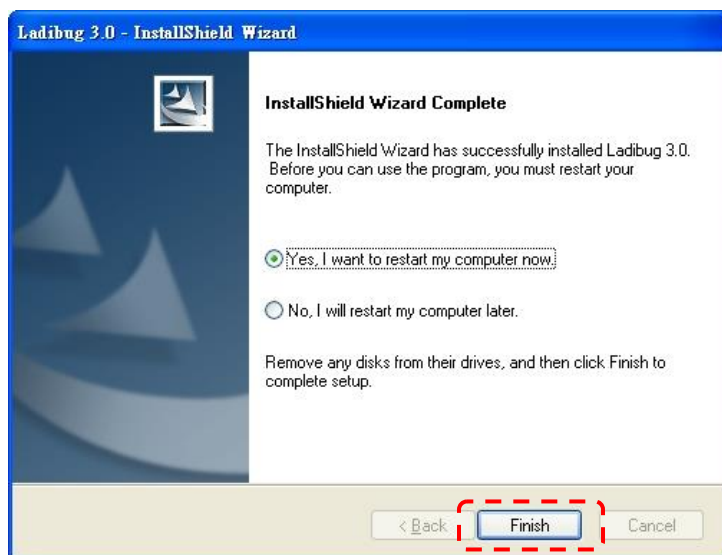 Ladibug 3.0 - InstallShield Wizard
InstallShield Wizard Complete
The InstallShield Wizard has successfully installed Ladibug 3.0.
Before you can use the program, you must restart your
computer.
Yes, I want to restart my computer now.
No, I will restart my computer later.
Remove any disks from their drives, and then click Finish to
complete setup.
< Back Finish Cancel